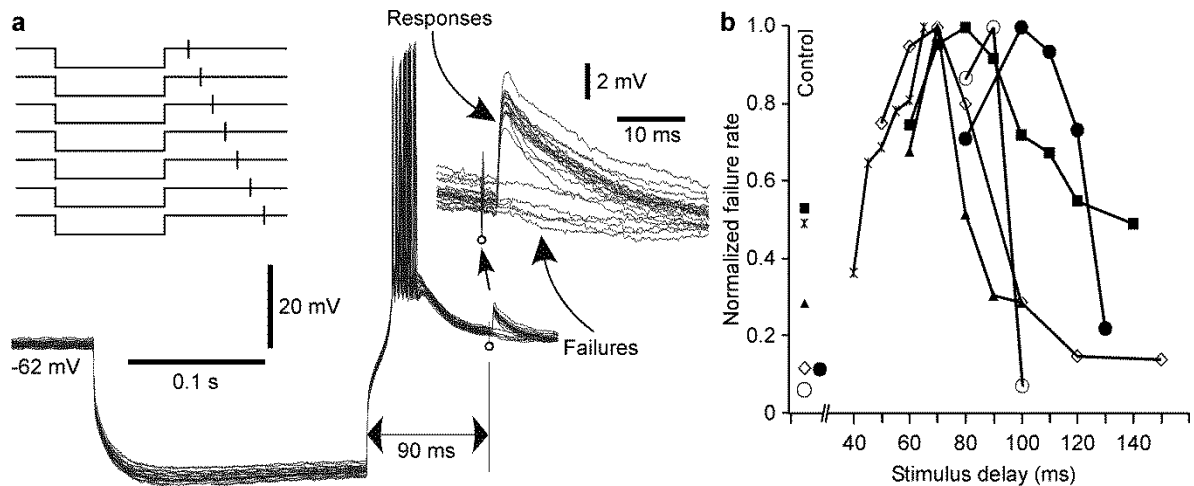 a
Responses
2 mV
10 ms
20 mV
-62 mV
0.1 s
90 ms
Failures
b
Control
Normalized failure rate
1.0
0.8
0.6
0.4
0.2
0
40 60 80 100 120 140
Stimulus delay (ms)